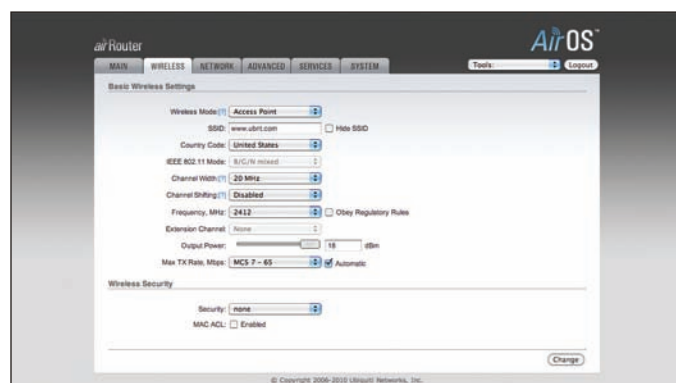 airRouter
AirOS™
MAIN WIRELESS NETWORK ADVANCED SERVICES SYSTEM Tools: Logout
Basic Wireless Settings
Wireless Mode:[?] Access Point
SSID: www.ubnt.com Hide SSID
Country Code: United States
IEEE 802.11 Mode: B/G/N mixed
Channel Width:[?] 20 MHz
Channel Shifting:[?] Disabled
Frequency, MHz: 2412 Obey Regulatory Rules
Extension Channel: None
Output Power: 18 dBm
Max TX Rate, Mbps: MCS 7 - 65 Automatic
Wireless Security
Security: none
MAC ACL: Enabled
Change
© Copyright 2006-2010 Ubiquiti Networks, Inc.